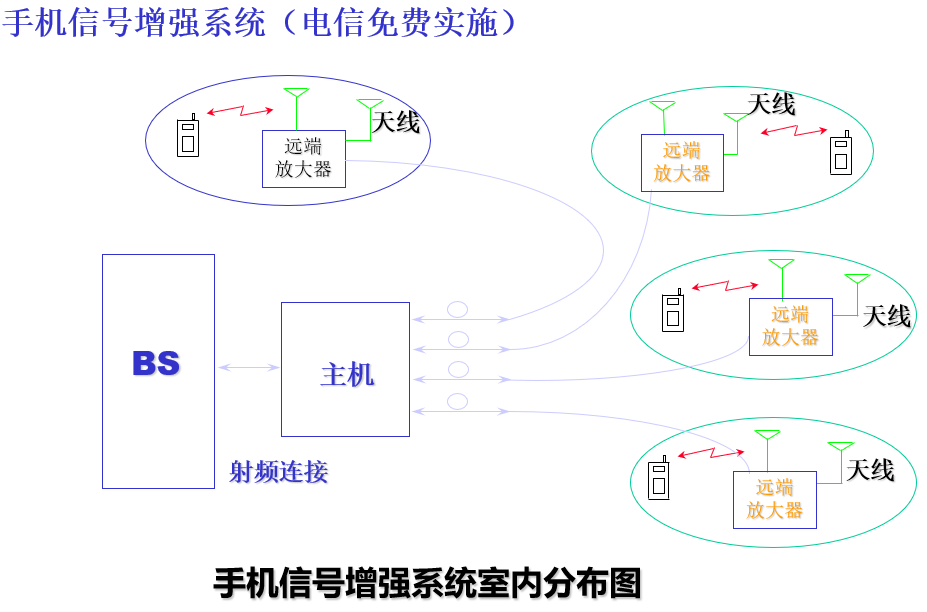 手机信号增强系统（电信免费实施）
天线
远端
放大器
天线
远端
放大器
远端
放大器
天线
BS
主机
射频连接
远端
放大器
天线
手机信号增强系统室内分布图